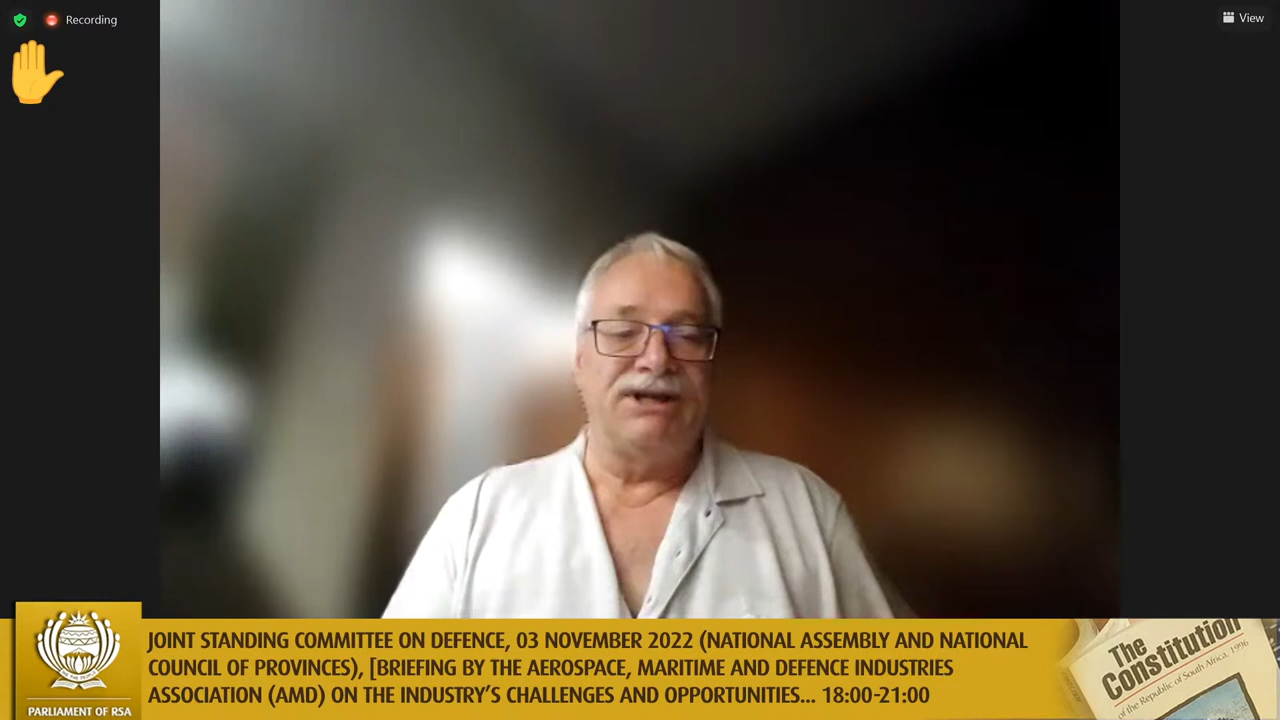 Recording
View
JOINT STANDING COMMITTEE ON DEFENCE, 03 NOVEMBER 2022 (NATIONAL ASSEMBLY AND NATIONAL
COUNCIL OF PROVINCES), [BRIEFING BY THE AEROSPACE, MARITIME AND DEFENCE INDUSTRIES
ASSOCIATION (AMD) ON THE INDUSTRY'S CHALLENGES AND OPPORTUNITIES... 18:00-21:00
PARLIAMENT OF RSA
The
Constitution
of the Republic of South Africa, 1996